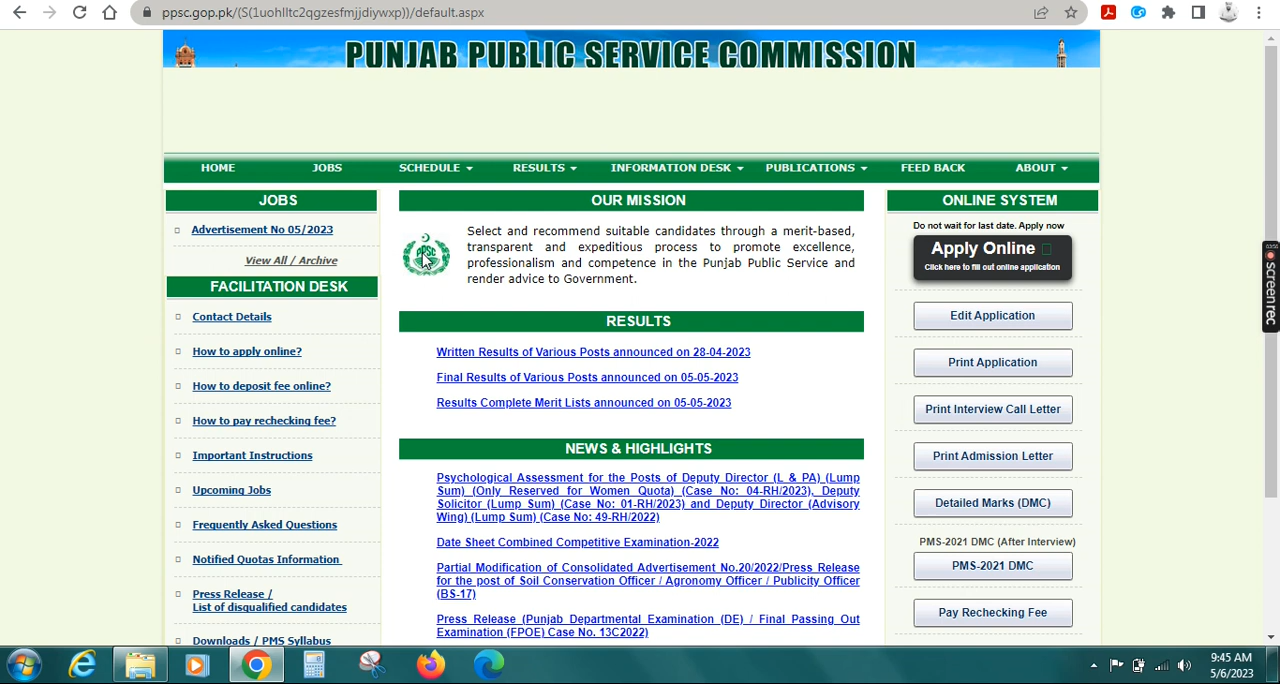 ppsc.gop.pk/(S(1uohlltc2qgzesfmjjdiywxp))/default.aspx
PUNJAB PUBLIC SERVICE COMMISSION
HOME JOBS SCHEDULE RESULTS INFORMATION DESK PUBLICATIONS FEED BACK ABOUT
JOBS
Advertisement No 05/2023
View All / Archive
FACILITATION DESK
Contact Details
How to apply online?
How to deposit fee online?
How to pay rechecking fee?
Important Instructions
Upcoming Jobs
Frequently Asked Questions
Notified Quotas Information
Press Release /
List of disqualified candidates
Downloads / PMS Syllabus
OUR MISSION
PPSC
Select and recommend suitable candidates through a merit-based,
transparent and expeditious process to promote excellence,
professionalism and competence in the Punjab Public Service and
render advice to Government.
RESULTS
Written Results of Various Posts announced on 28-04-2023
Final Results of Various Posts announced on 05-05-2023
Results Complete Merit Lists announced on 05-05-2023
NEWS & HIGHLIGHTS
Psychological Assessment for the Posts of Deputy Director (L & PA) (Lump
Sum) (Only Reserved for Women Quota) (Case No: 04-RH/2023), Deputy
Solicitor (Lump Sum) (Case No: 01-RH/2023) and Deputy Director (Advisory
Wing) (Lump Sum) (Case No: 49-RH/2022)
Date Sheet Combined Competitive Examination-2022
Partial Modification of Consolidated Advertisement No.20/2022/Press Release
for the post of Soil Conservation Officer / Agronomy Officer / Publicity Officer
(BS-17)
Press Release (Punjab Departmental Examination (DE) / Final Passing Out
Examination (FPOE) Case No. 13C2022)
ONLINE SYSTEM
Do not wait for last date. Apply now
Apply Online
Click here to fill out online application
Edit Application
Print Application
Print Interview Call Letter
Print Admission Letter
Detailed Marks (DMC)
PMS-2021 DMC (After Interview)
PMS-2021 DMC
Pay Rechecking Fee
screenrec
9:45 AM
5/6/2023